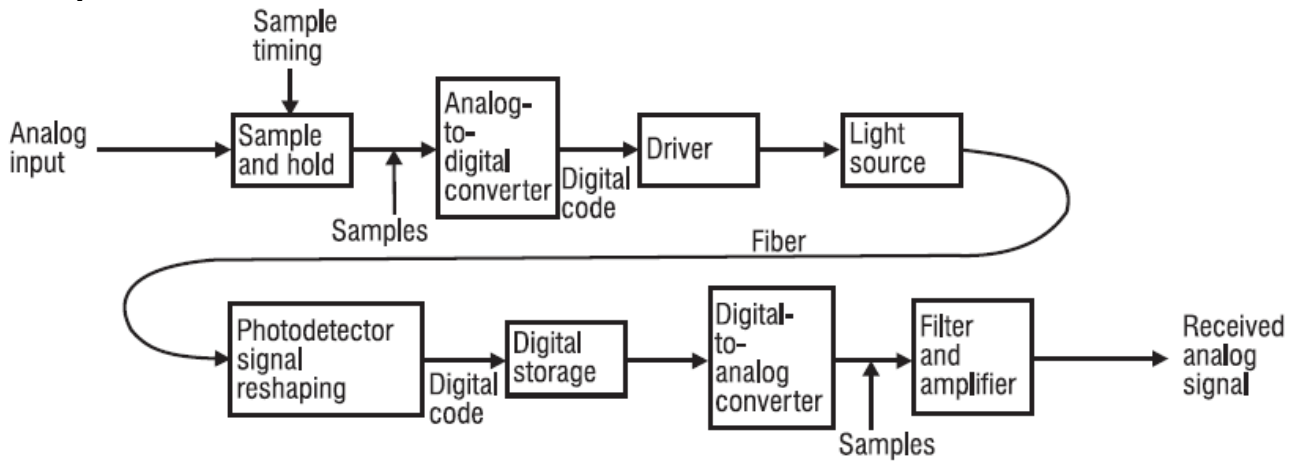 Sample
timing
Analog
input
Sample
and hold
Samples
Analog-
to-
digital
converter
Digital
code
Driver
Light
source
Fiber
Photodetector
signal
reshaping
Digital
code
Digital
storage
Digital-
to-
analog
converter
Samples
Filter
and
amplifier
Received
analog
signal